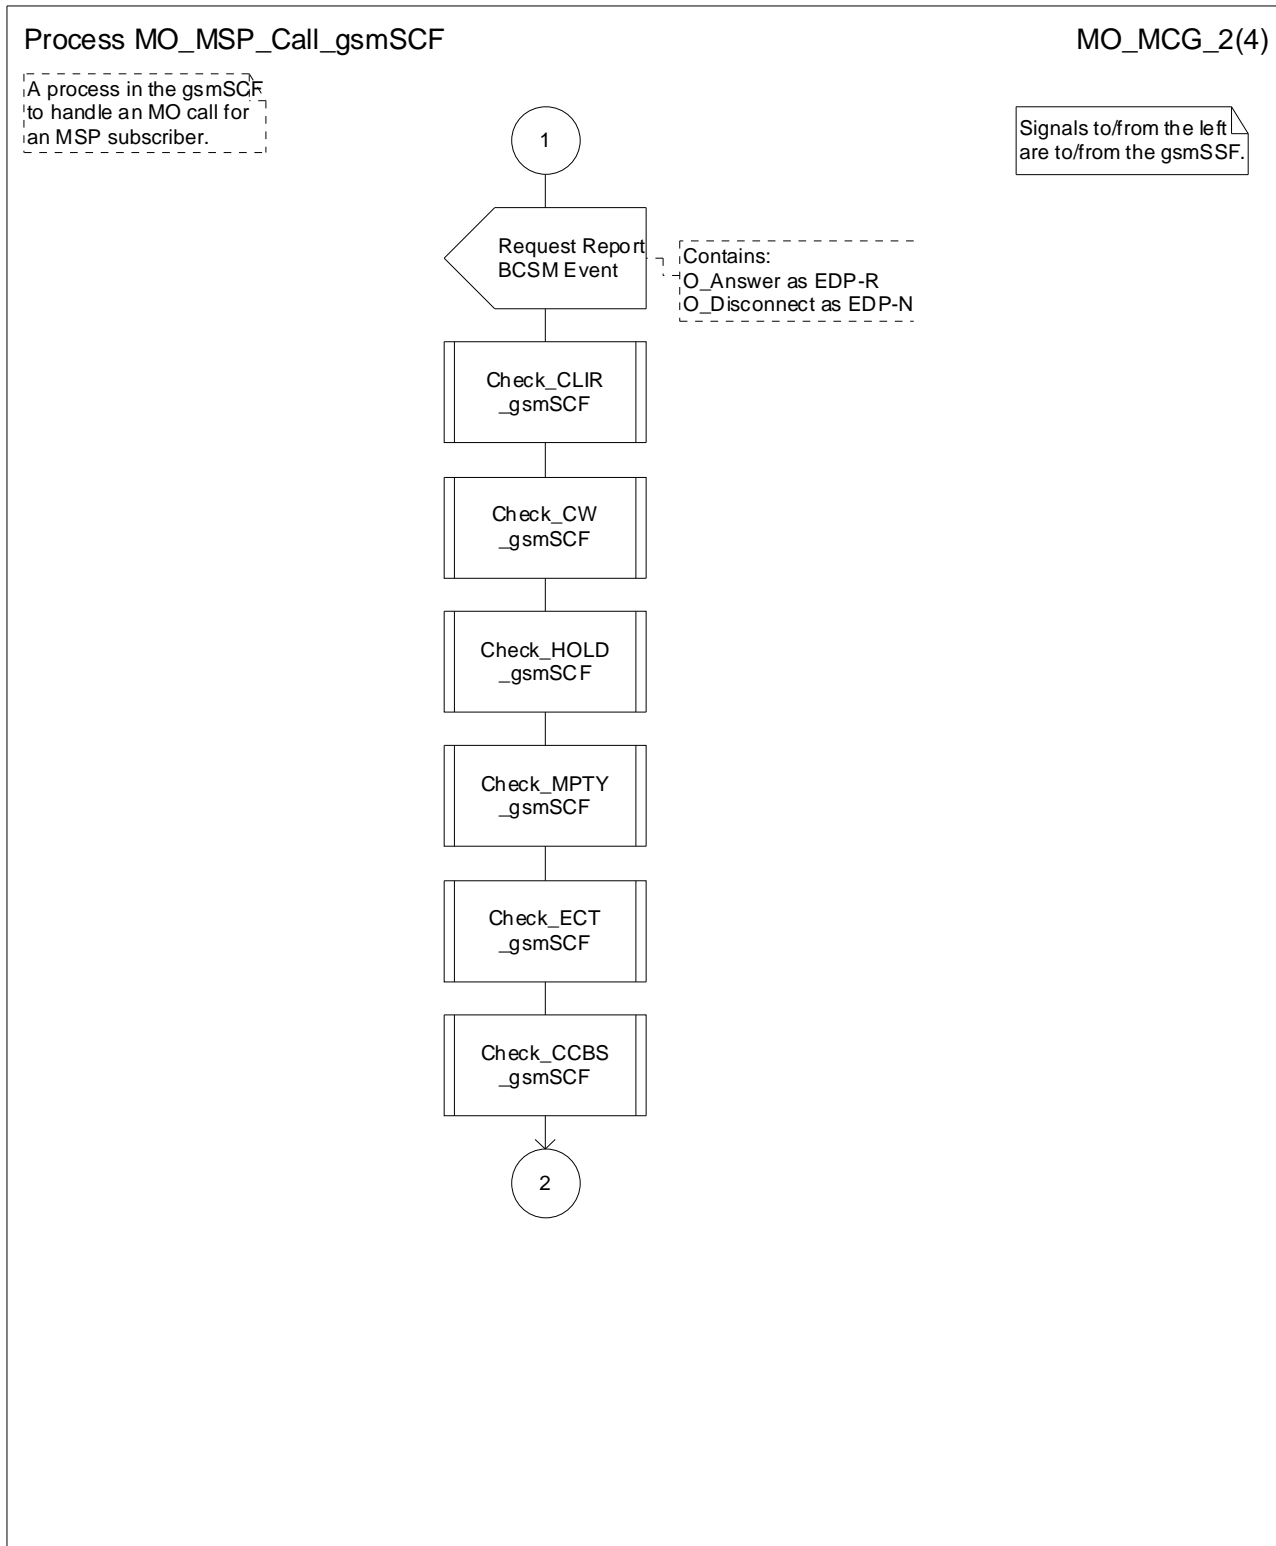 Process MO_MSP_Call_gsmSCF
MO_MCG_2(4)
A process in the gsmSCF
to handle an MO call for
an MSP subscriber.
Signals to/from the left
are to/from the gsmSSF.
1
Request Report
BCSM Event
Contains:
O_Answer as EDP-R
O_Disconnect as EDP-N
Check_CLIR
_gsmSCF
Check_CW
_gsmSCF
Check_HOLD
_gsmSCF
Check_MPTY
_gsmSCF
Check_ECT
_gsmSCF
Check_CCBS
_gsmSCF
2